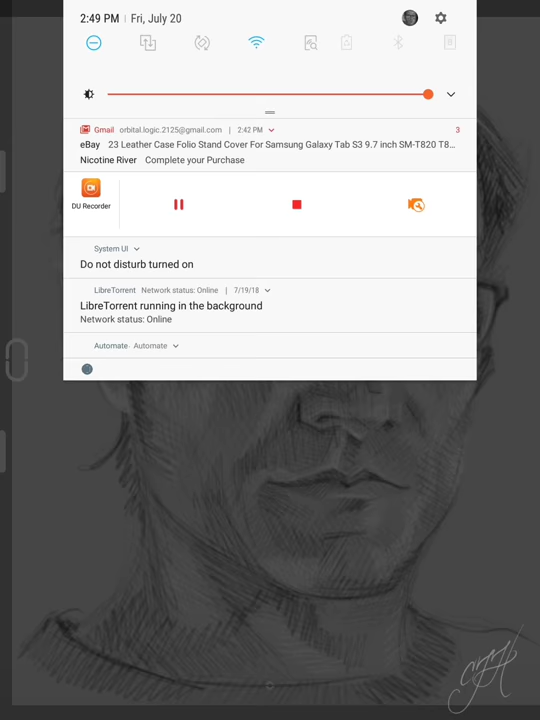 2:49 PM | Fri, July 20
Gmail orbital.logic.2125@gmail.com | 2:42 PM 3
eBay 23 Leather Case Folio Stand Cover For Samsung Galaxy Tab S3 9.7 inch SM-T820 T8...
Nicotine River Complete your Purchase
DU Recorder
System UI
Do not disturb turned on
LibreTorrent Network status: Online | 7/19/18
LibreTorrent running in the background
Network status: Online
Automate · Automate